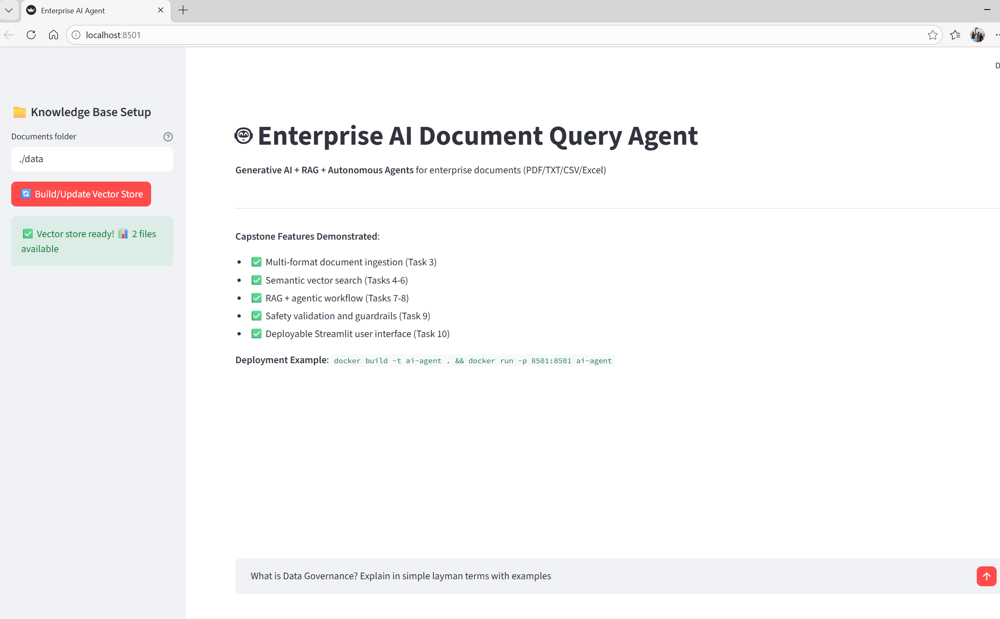 Enterprise AI Agent
localhost:8501
D
📁 Knowledge Base Setup
Documents folder
./data
🔄 Build/Update Vector Store
✅ Vector store ready! 📊 2 files
available
Enterprise AI Document Query Agent
Generative AI + RAG + Autonomous Agents for enterprise documents (PDF/TXT/CSV/Excel)
Capstone Features Demonstrated:
• ✅ Multi-format document ingestion (Task 3)
• ✅ Semantic vector search (Tasks 4-6)
• ✅ RAG + agentic workflow (Tasks 7-8)
• ✅ Safety validation and guardrails (Task 9)
• ✅ Deployable Streamlit user interface (Task 10)
Deployment Example: docker build -t ai-agent . && docker run -p 8501:8501 ai-agent
What is Data Governance? Explain in simple layman terms with examples